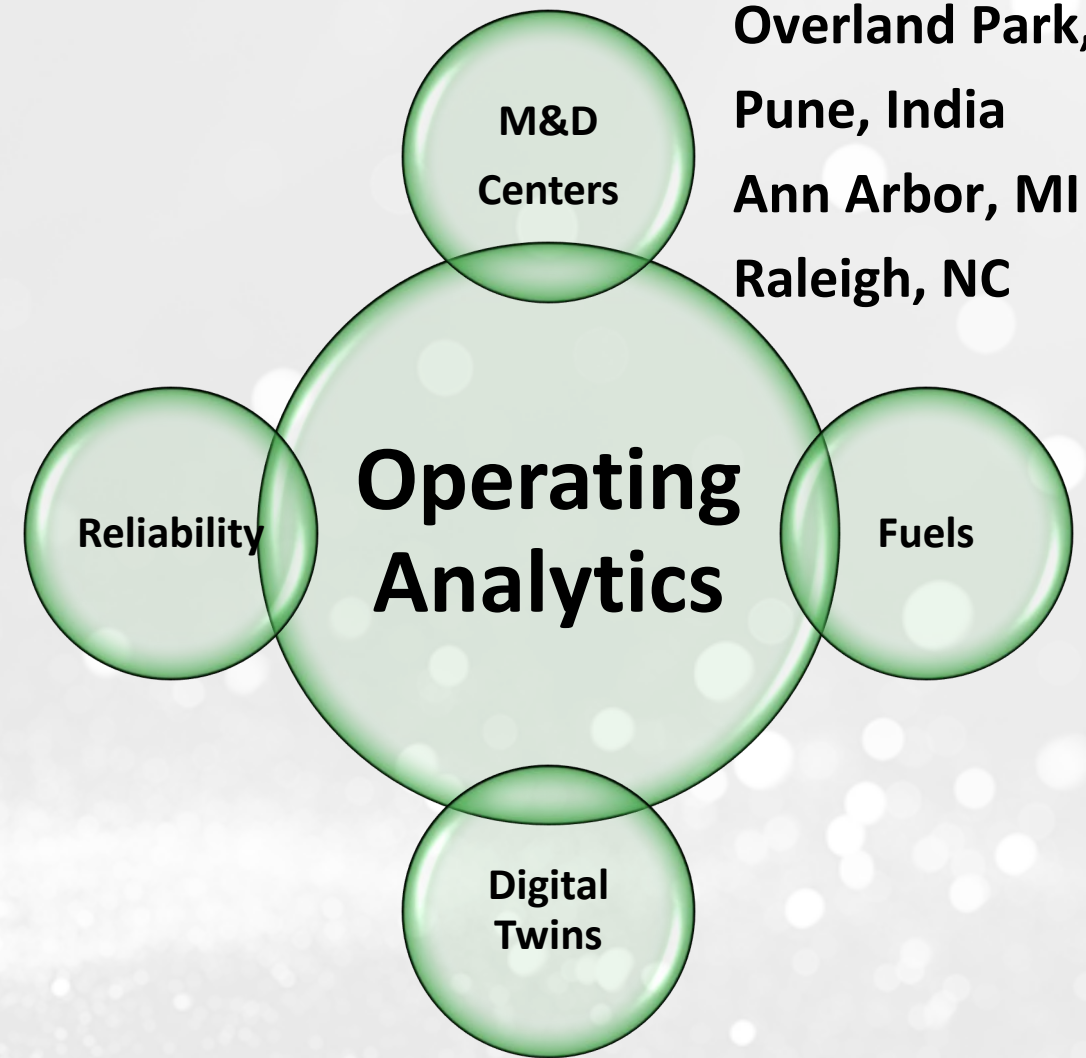 Overland Park,
Pune, India
Ann Arbor, MI
Raleigh, NC
M&D
Centers
Reliability
Operating
Analytics
Fuels
Digital
Twins